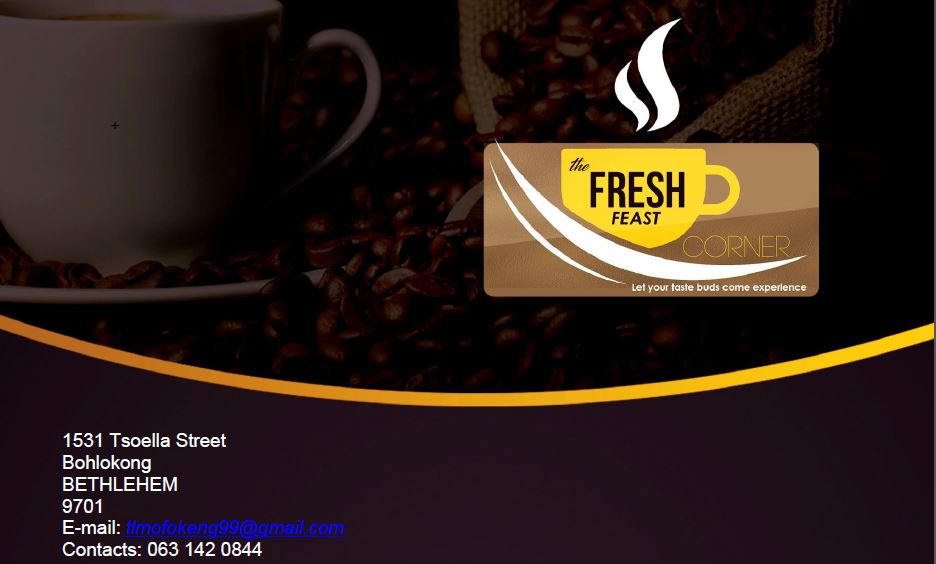 the
FRESH
FEAST
CORNER
Let your taste buds come experience
1531 Tsoella Street
Bohlokong
BETHLEHEM
9701
E-mail: tlmofokeng99@gmail.com
Contacts: 063 142 0844